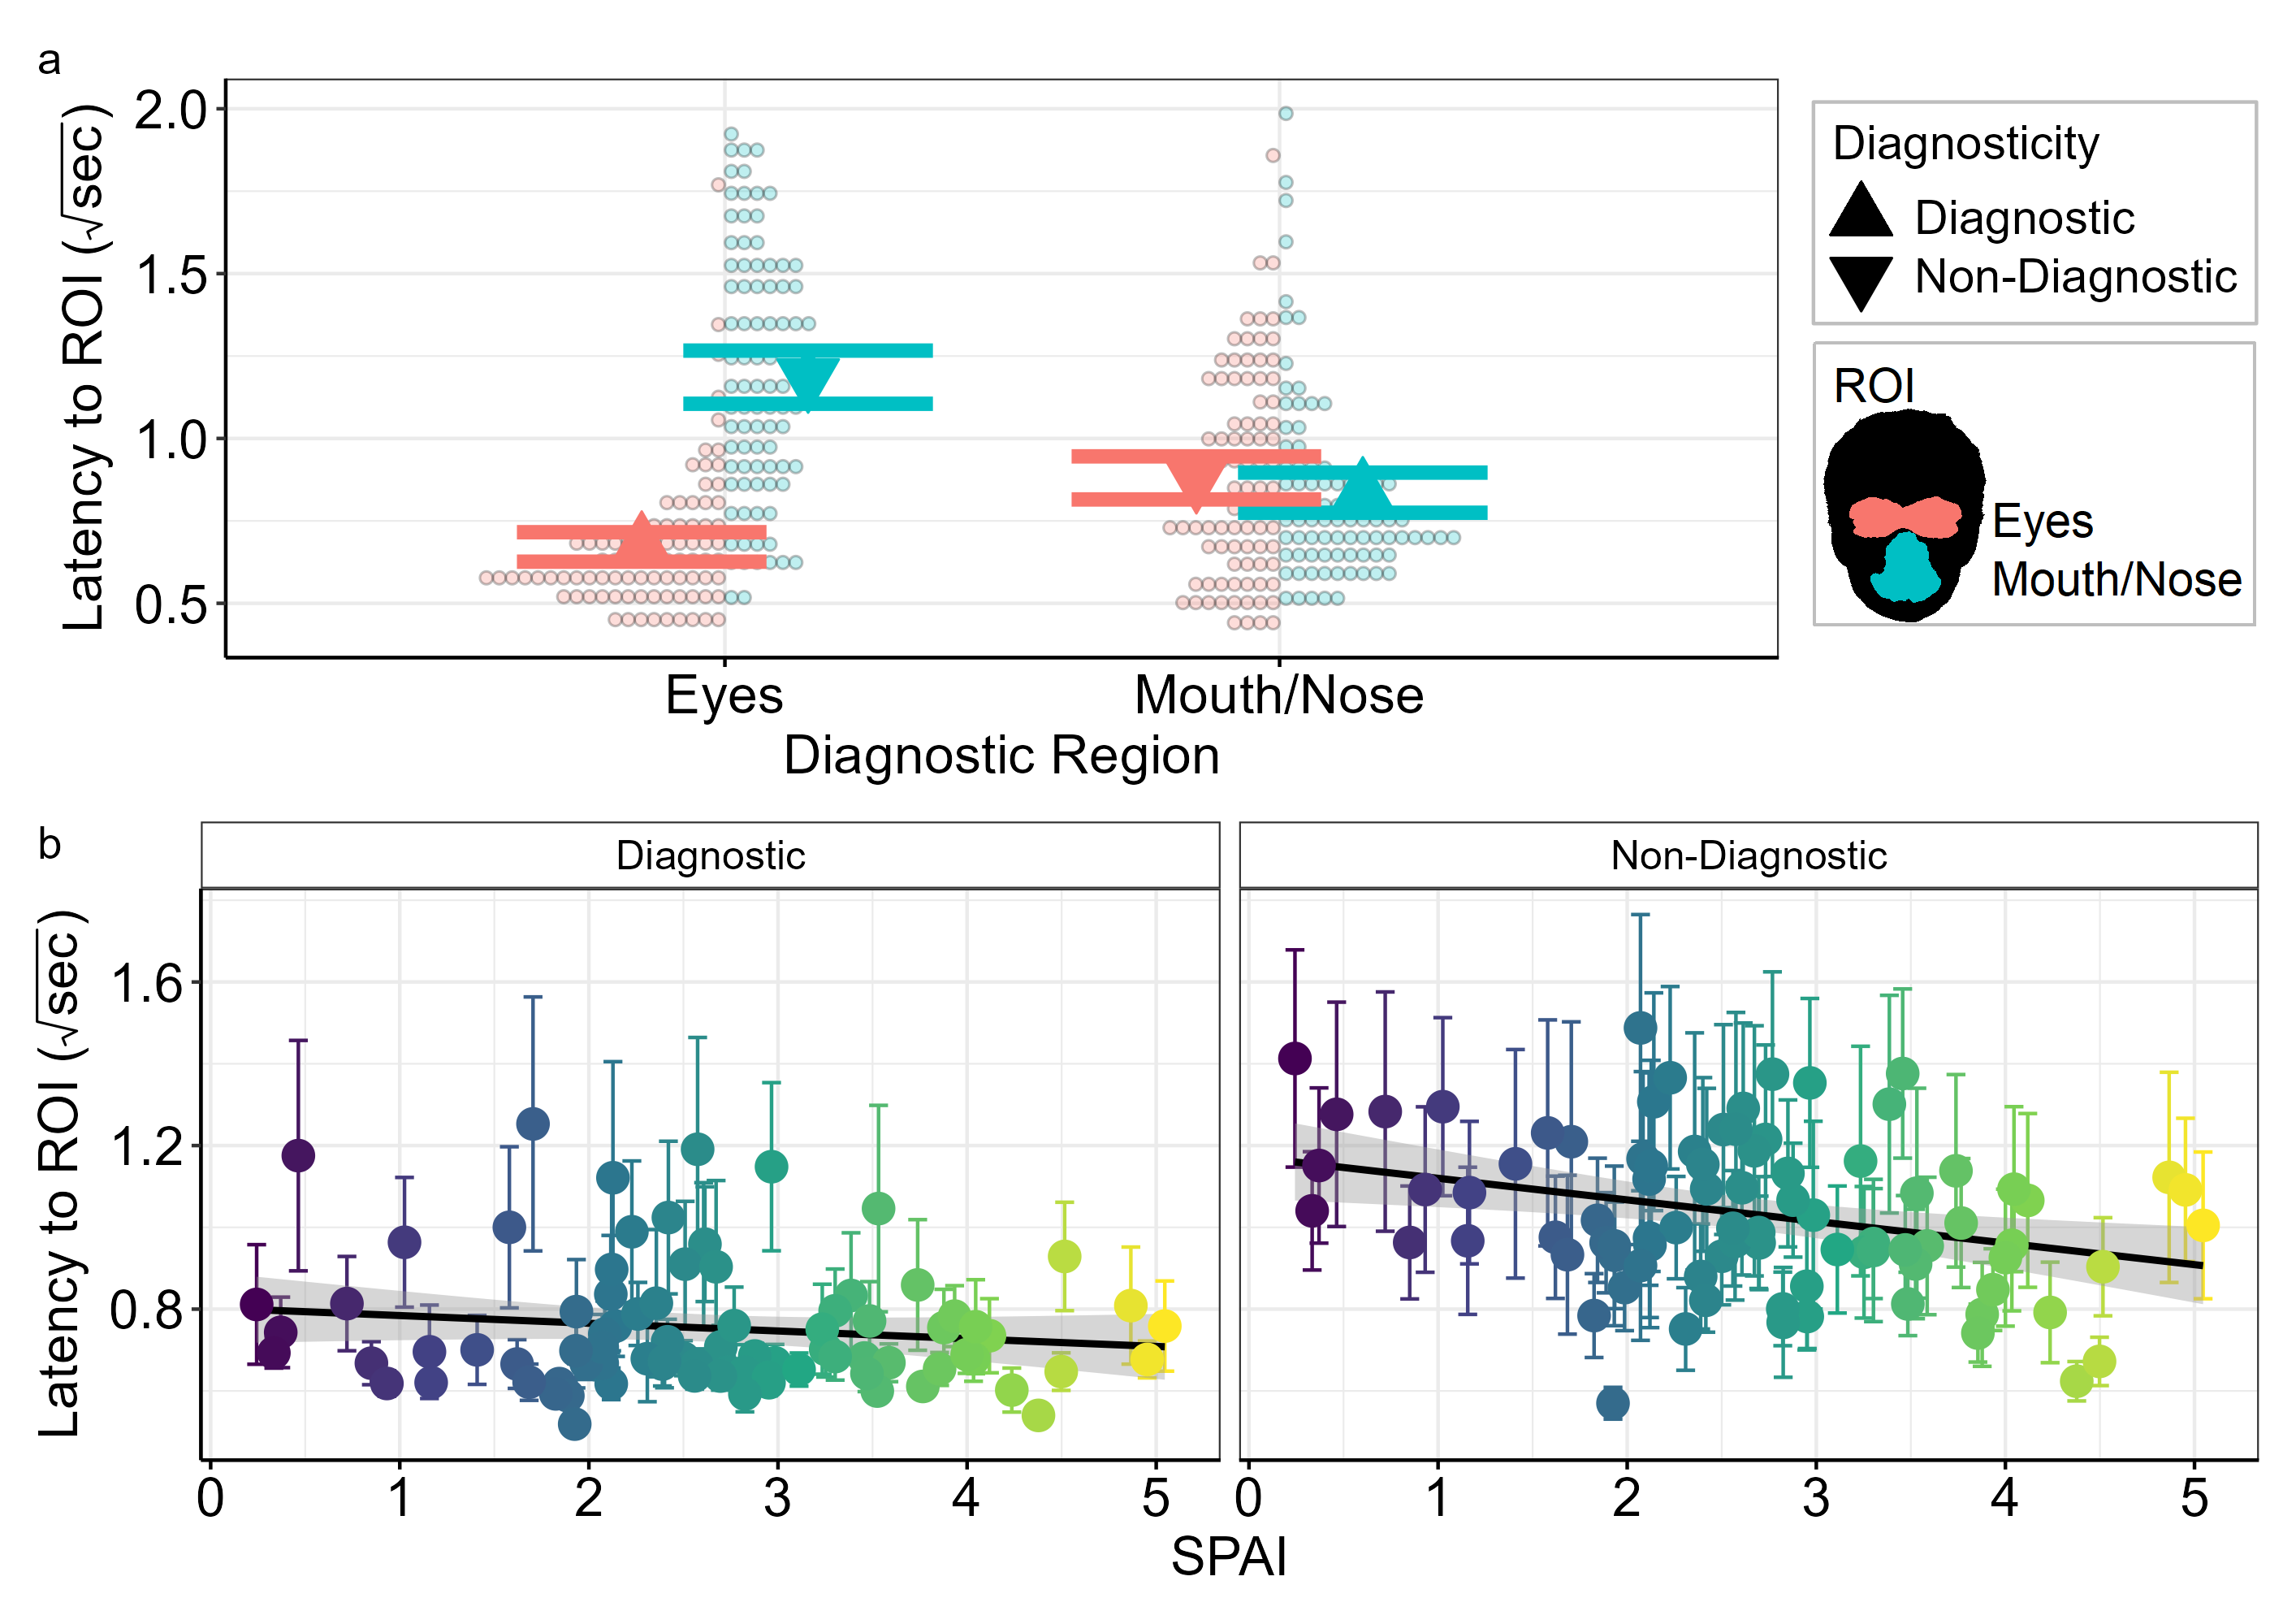 a
Latency to ROI (√sec)
2.0
1.5
1.0
0.5
Eyes
Mouth/Nose
Diagnostic Region
Diagnosticity
Diagnostic
Non-Diagnostic
ROI
Eyes
Mouth/Nose
b
Diagnostic
Non-Diagnostic
Latency to ROI (√sec)
1.6
1.2
0.8
0 1 2 3 4 5
0 1 2 3 4 5
SPAI